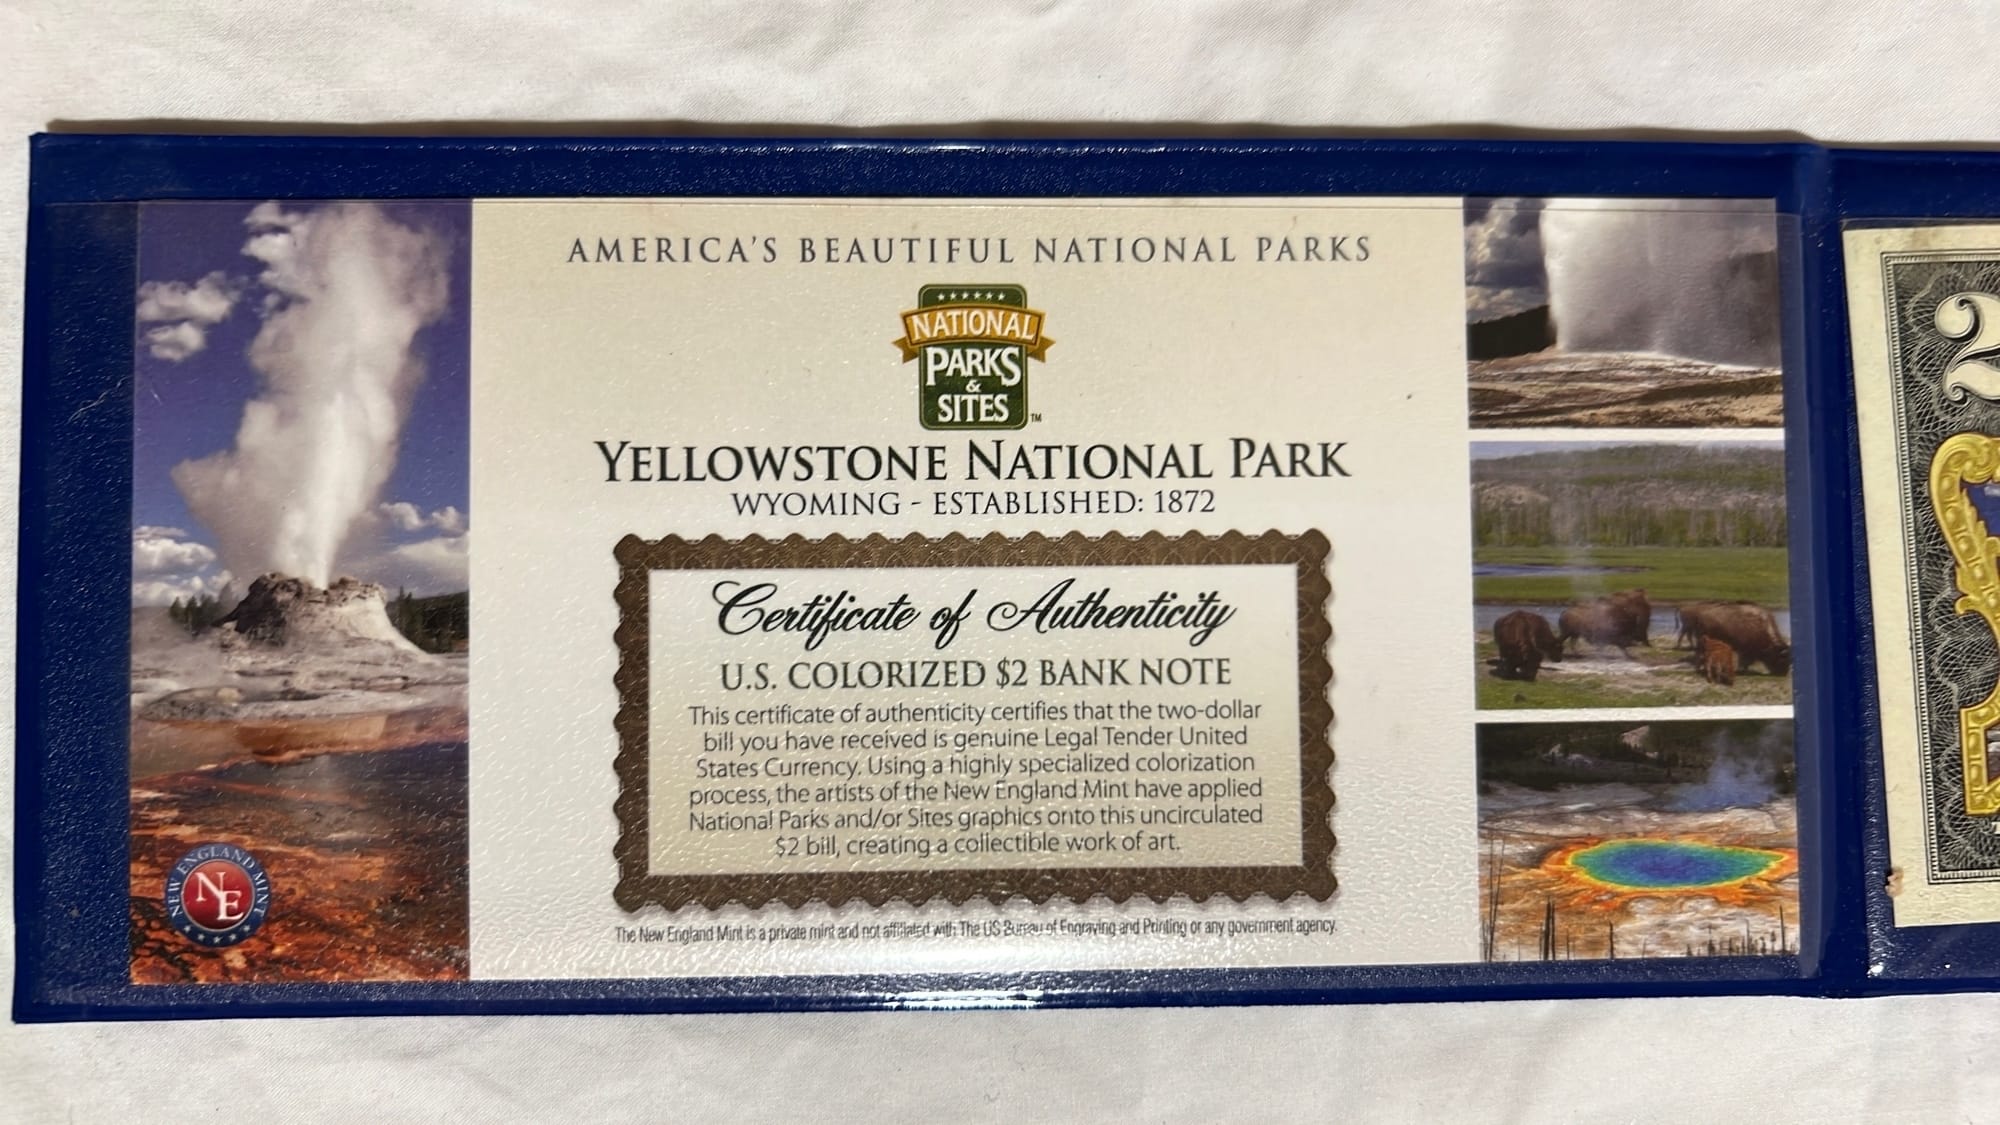 AMERICA'S BEAUTIFUL NATIONAL PARKS
NATIONAL
PARKS
&
SITES™
YELLOWSTONE NATIONAL PARK
WYOMING - ESTABLISHED: 1872
Certificate of Authenticity
U.S. COLORIZED $2 BANK NOTE
This certificate of authenticity certifies that the two-dollar
bill you have received is genuine Legal Tender United
States Currency. Using a highly specialized colorization
process, the artists of the New England Mint have applied
National Parks and/or Sites graphics onto this uncirculated
$2 bill, creating a collectible work of art.
The New England Mint is a private mint and not affiliated with The US Bureau of Engraving and Printing or any government agency.
NEW ENGLAND MINT
NE
2